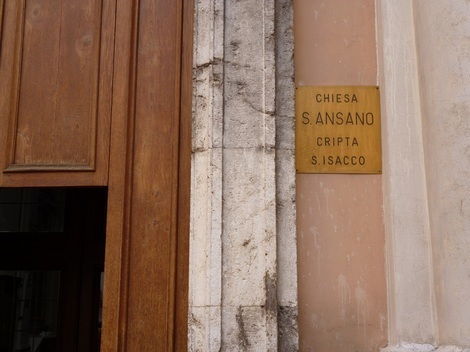 CHIESA
S. ANSANO
CRIPTA
S. ISACCO